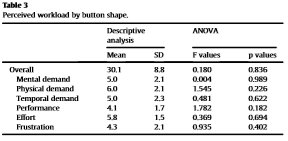 Table 3
Perceived workload by button shape.
Descriptive analysis ANOVA
Mean SD F values p values
Overall 30.1 8.8 0.180 0.836
Mental demand 5.0 2.1 0.004 0.989
Physical demand 6.0 2.1 1.545 0.226
Temporal demand 5.0 2.3 0.481 0.622
Performance 4.1 1.7 1.782 0.182
Effort 5.8 1.5 0.369 0.694
Frustration 4.3 2.1 0.935 0.402